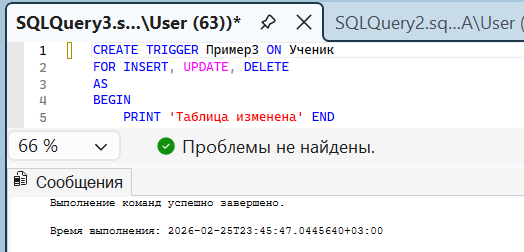 SQLQuery3.s...\User (63))*
SQLQuery2.sq...A\User (
1 CREATE TRIGGER Пример3 ON Ученик
2 FOR INSERT, UPDATE, DELETE
3 AS
4 BEGIN
5 PRINT 'Таблица изменена' END
66 %
Проблемы не найдены.
Сообщения
Выполнение команд успешно завершено.
Время выполнения: 2026-02-25T23:45:47.0445640+03:00